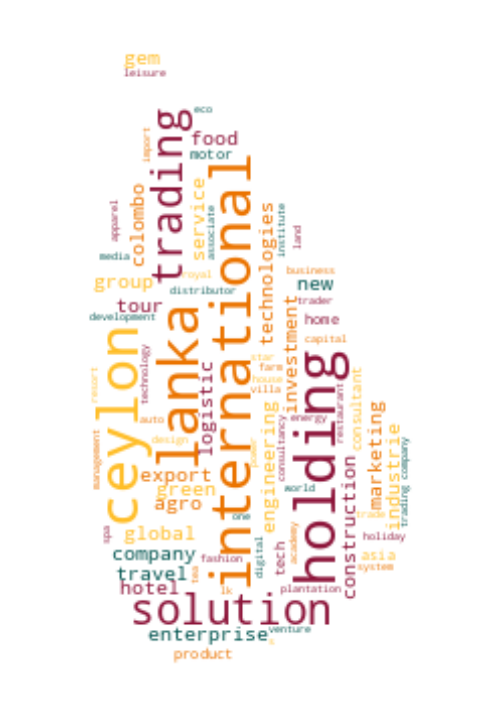 gem
leisure
eco
trading
food
import
motor
international
service
colombo
apparel
associate
technologies
institute
land
media
royal
group
business
new
distributor
tour
trader
investment
development
home
lanka
ceylon
capital
technology
logistic
holding
star
farm
house
villa
resort
restaurant
consultant
auto
engineering
energy
marketing
consultancy
industrie
design
management
power
trading company
construction
export
green
world
agro
trade
one
spa
global
academy
holiday
digital
tech
company
fashion
asia
system
travel
tea
hotel
lk
plantation
solution
enterprise
venture
s
product